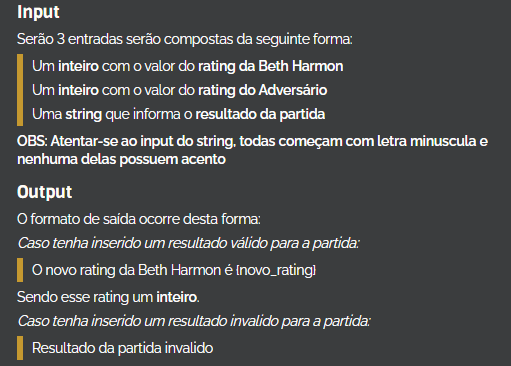 Input
Serão 3 entradas serão compostas da seguinte forma:
Um inteiro com o valor do rating da Beth Harmon
Um inteiro com o valor do rating do Adversário
Uma string que informa o resultado da partida
OBS: Atentar-se ao input do string, todas começam com letra minuscula e
nenhuma delas possuem acento
Output
O formato de saída ocorre desta forma:
Caso tenha inserido um resultado válido para a partida:
O novo rating da Beth Harmon é {novo_rating}
Sendo esse rating um inteiro.
Caso tenha inserido um resultado invalido para a partida:
Resultado da partida invalido